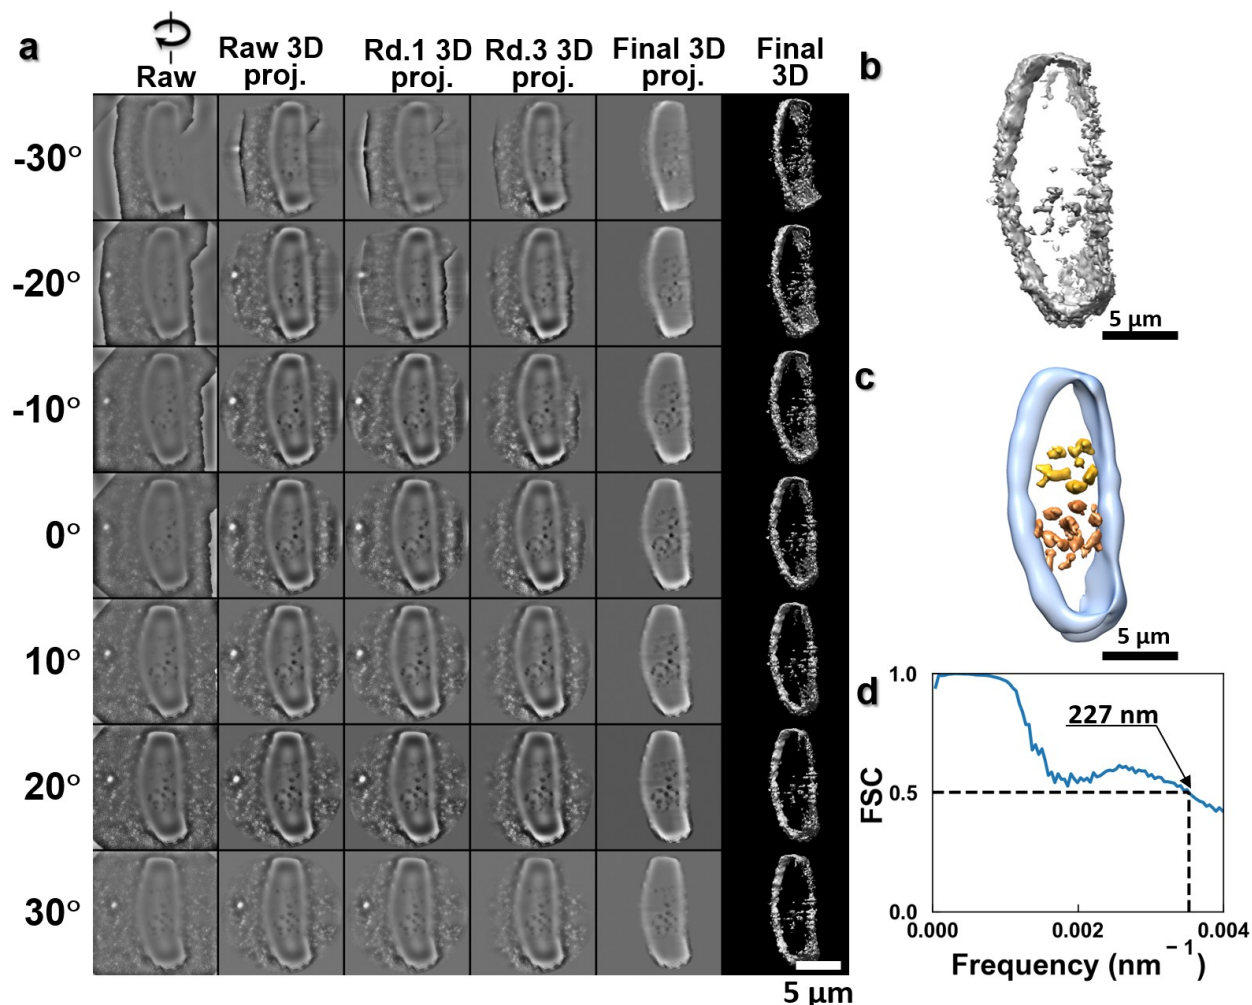 a
Raw
Raw 3D
proj.
Rd.1 3D
proj.
Rd.3 3D
proj.
Final 3D
proj.
Final
3D
-30°
-20°
-10°
0°
10°
20°
30°
5 μm
b
5 μm
c
5 μm
d
1.0
227 nm
0.5
FSC
0.0
0.000
0.002
0.004
Frequency (nm⁻¹)